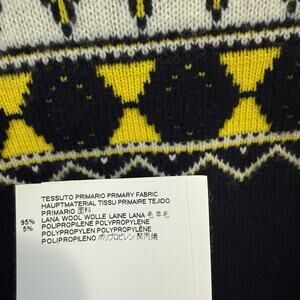 TESSUTO PRIMARIO PRIMARY FABRIC
HAUPTMATERIAL TISSU PRIMAIRE TEJIDO
PRIMARIO 面料
95% LANA WOOL WOLLE LAINE LANA 毛 羊毛
5% POLIPROPILENE POLYPROPYLENE
POLYPROPYLEN POLYPROPYLÈNE
POLIPROPILENO ポリプロピレン 聚丙烯